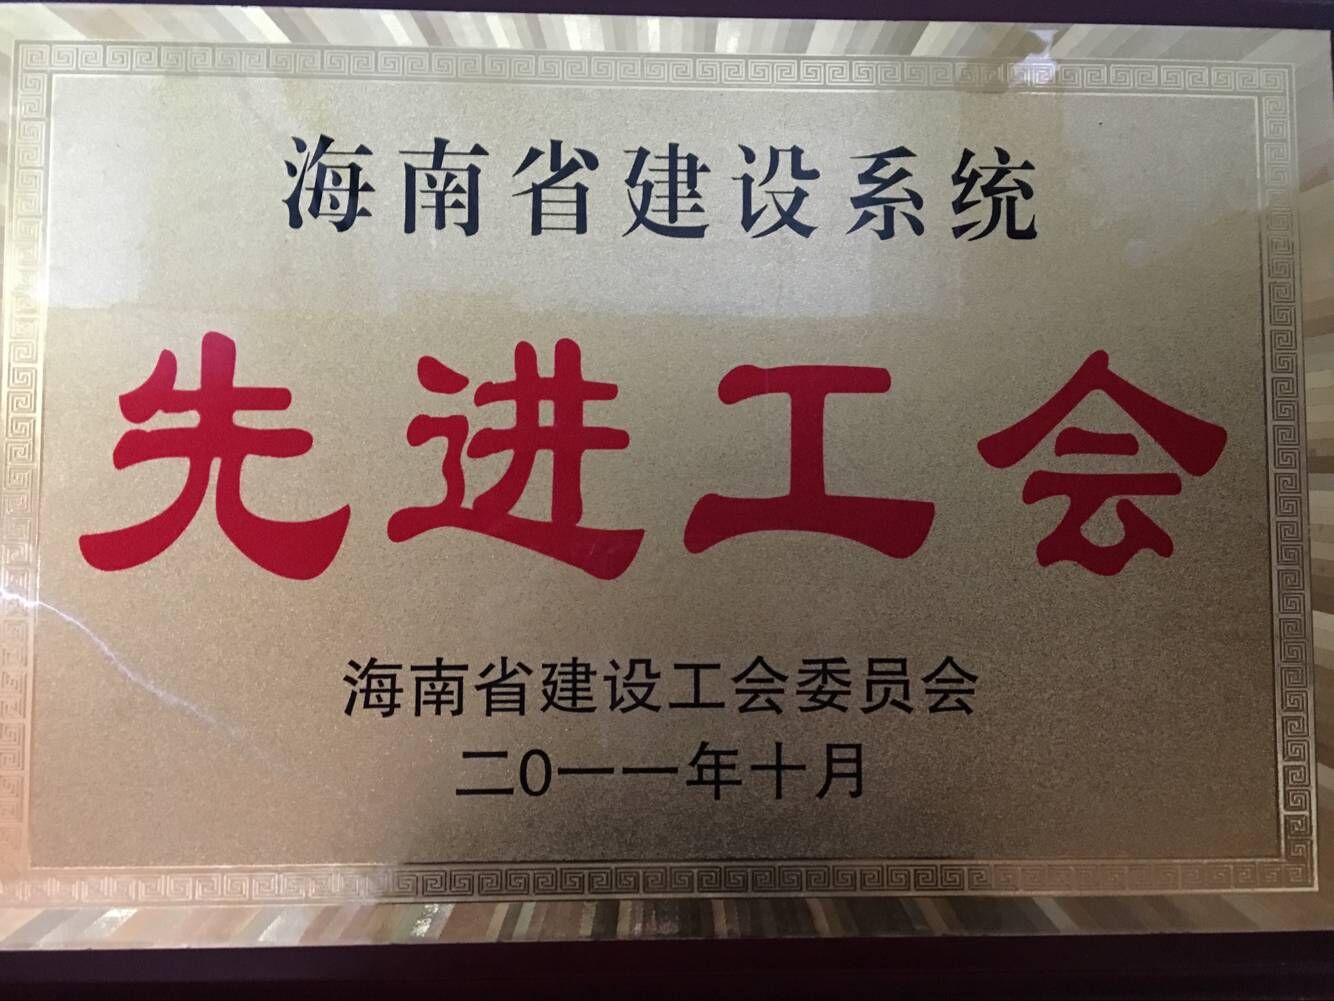 海南省建设系统
先进工会
海南省建设工会委员会
二0一一年十月